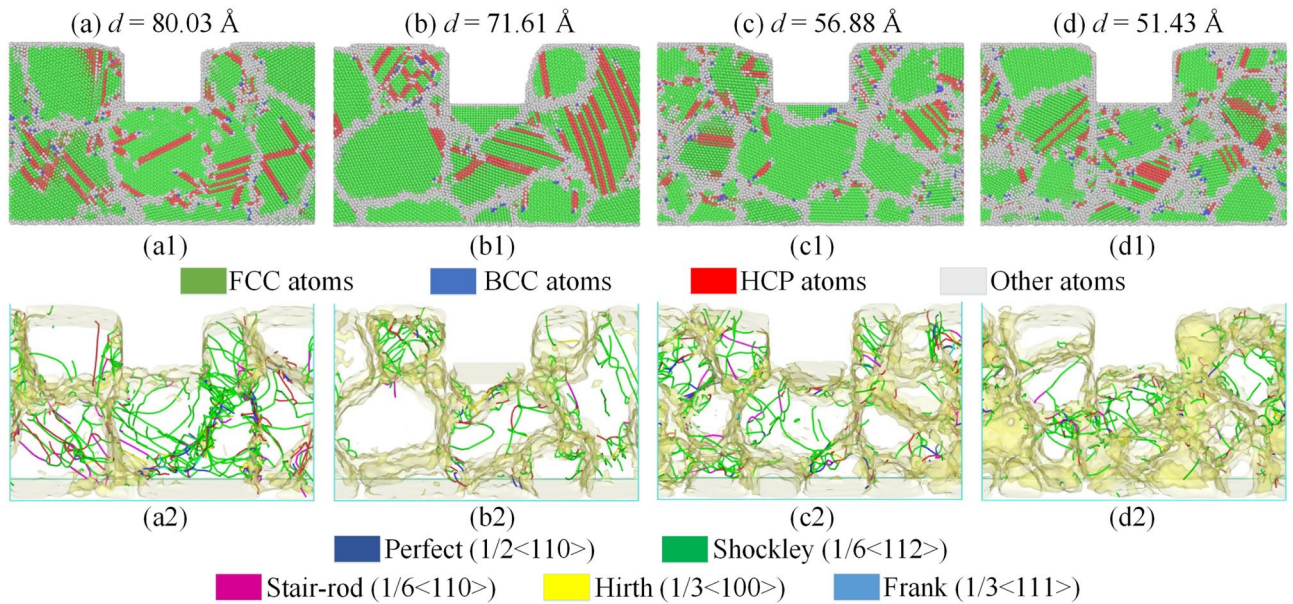 (a) d = 80.03 Å (b) d = 71.61 Å (c) d = 56.88 Å (d) d = 51.43 Å
(a1) (b1) (c1) (d1)
FCC atoms BCC atoms HCP atoms Other atoms
(a2) (b2) (c2) (d2)
Perfect (1/2<110>) Shockley (1/6<112>)
Stair-rod (1/6<110>) Hirth (1/3<100>) Frank (1/3<111>)